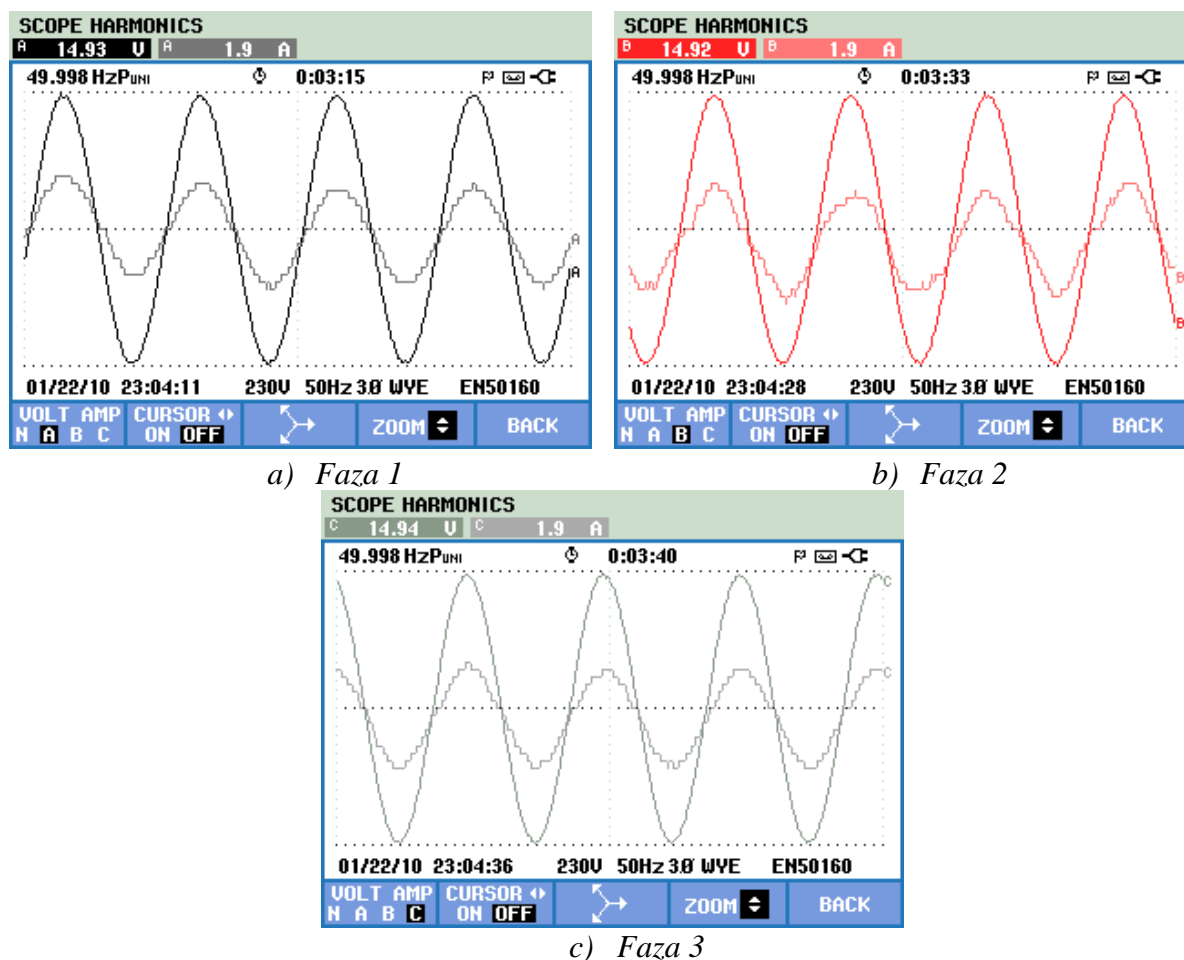 SCOPE HARMONICS
A 14.93 V A 1.9 A
49.998 HzPUNI 0:03:15
A
A
01/22/10 23:04:11 230V 50Hz 3Ø WYE EN50160
VOLT AMP CURSOR
N A B C ON OFF ZOOM BACK
a) Faza 1
SCOPE HARMONICS
B 14.92 V B 1.9 A
49.998 HzPUNI 0:03:33
B
B
01/22/10 23:04:28 230V 50Hz 3Ø WYE EN50160
VOLT AMP CURSOR
N A B C ON OFF ZOOM BACK
b) Faza 2
SCOPE HARMONICS
C 14.94 V C 1.9 A
49.998 HzPUNI 0:03:40
C
C
01/22/10 23:04:36 230V 50Hz 3Ø WYE EN50160
VOLT AMP CURSOR
N A B C ON OFF ZOOM BACK
c) Faza 3